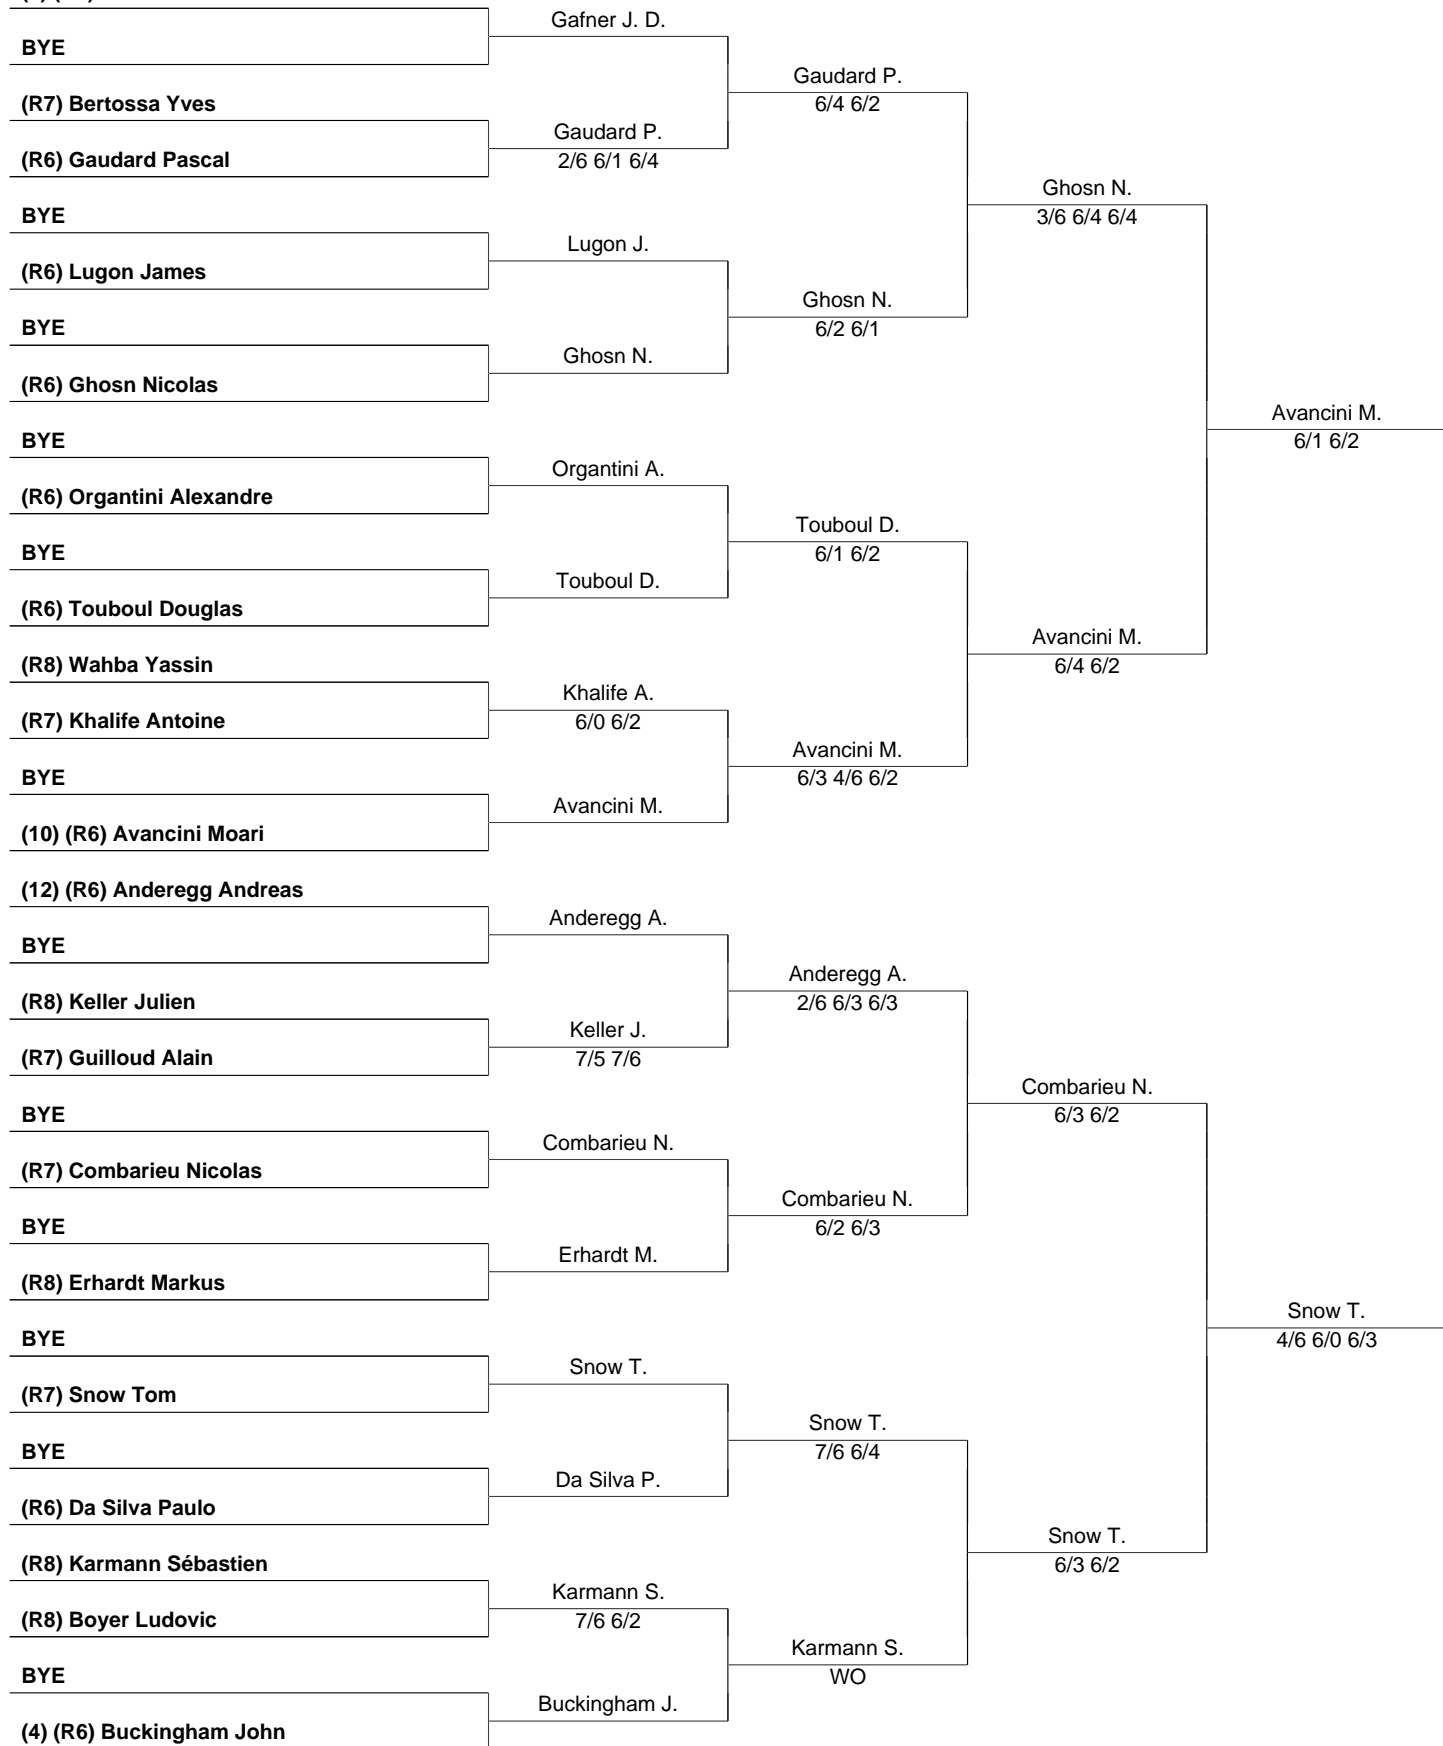 BYE
(R7) Bertossa Yves
(R6) Gaudard Pascal
BYE
(R6) Lugon James
BYE
(R6) Ghosn Nicolas
BYE
(R6) Organtini Alexandre
BYE
(R6) Touboul Douglas
(R8) Wahba Yassin
(R7) Khalife Antoine
BYE
(10) (R6) Avancini Moari
(12) (R6) Anderegg Andreas
BYE
(R8) Keller Julien
(R7) Guilloud Alain
BYE
(R7) Combarieu Nicolas
BYE
(R8) Erhardt Markus
BYE
(R7) Snow Tom
BYE
(R6) Da Silva Paulo
(R8) Karmann Sébastien
(R8) Boyer Ludovic
BYE
(4) (R6) Buckingham John
Gafner J. D.
Gaudard P.
2/6 6/1 6/4
Lugon J.
Ghosn N.
Organtini A.
Touboul D.
Khalife A.
6/0 6/2
Avancini M.
Anderegg A.
Keller J.
7/5 7/6
Combarieu N.
Erhardt M.
Snow T.
Da Silva P.
Karmann S.
7/6 6/2
Buckingham J.
Gaudard P.
6/4 6/2
Ghosn N.
6/2 6/1
Touboul D.
6/1 6/2
Avancini M.
6/3 4/6 6/2
Anderegg A.
2/6 6/3 6/3
Combarieu N.
6/2 6/3
Snow T.
7/6 6/4
Karmann S.
WO
Ghosn N.
3/6 6/4 6/4
Avancini M.
6/4 6/2
Combarieu N.
6/3 6/2
Snow T.
6/3 6/2
Avancini M.
6/1 6/2
Snow T.
4/6 6/0 6/3